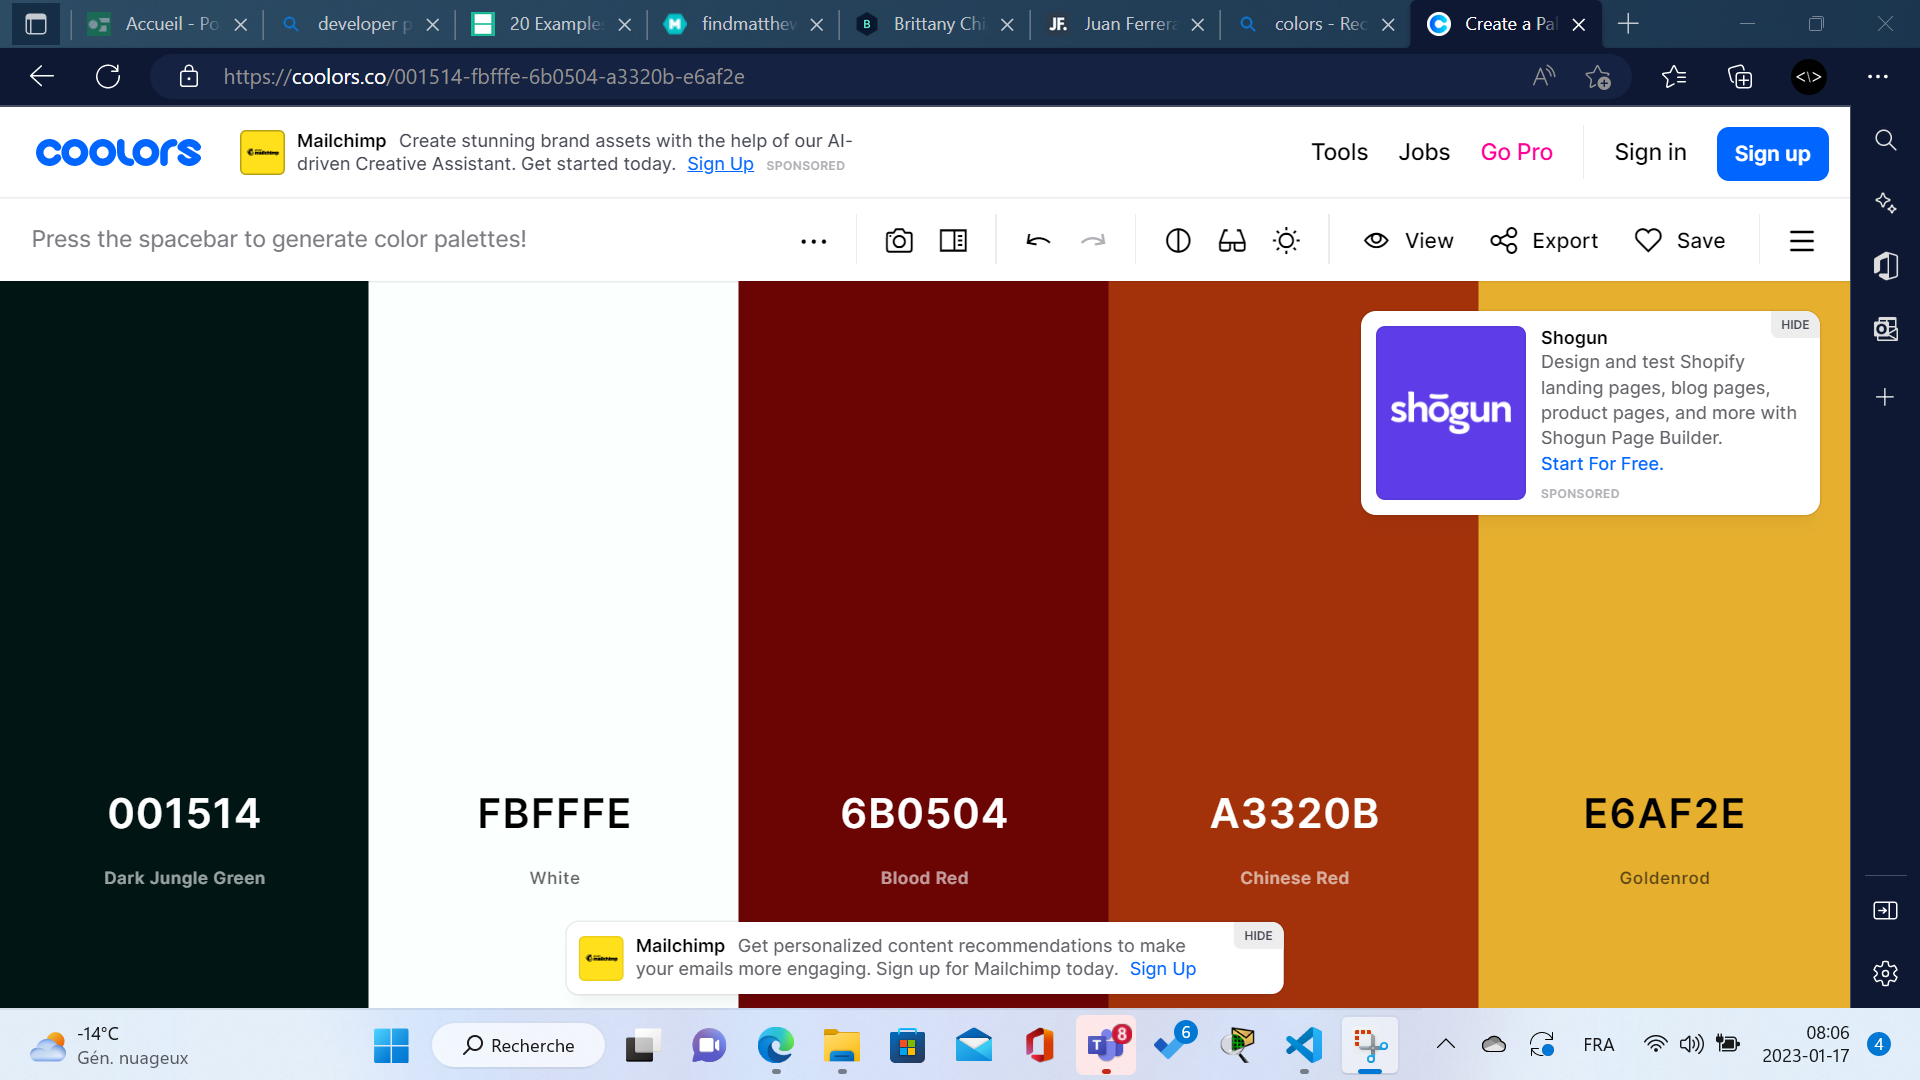 Accueil - Po
developer p
20 Examples
findmatthew
Brittany Chi
JF.
Juan Ferrera
colors - Rec
Create a Pal
https://coolors.co/001514-fbfffe-6b0504-a3320b-e6af2e
coolors
mailchimp
Mailchimp Create stunning brand assets with the help of our AI-
driven Creative Assistant. Get started today. Sign Up SPONSORED
Tools
Jobs
Go Pro
Sign in
Sign up
Press the spacebar to generate color palettes!
View
Export
Save
HIDE
shōgun
Shogun
Design and test Shopify
landing pages, blog pages,
product pages, and more with
Shogun Page Builder.
Start For Free.
SPONSORED
001514
FBFFFE
6B0504
A3320B
E6AF2E
Dark Jungle Green
White
Blood Red
Chinese Red
Goldenrod
HIDE
mailchimp
Mailchimp Get personalized content recommendations to make
your emails more engaging. Sign up for Mailchimp today. Sign Up
-14°C
Gén. nuageux
Recherche
8
6
FRA
08:06
2023-01-17
4